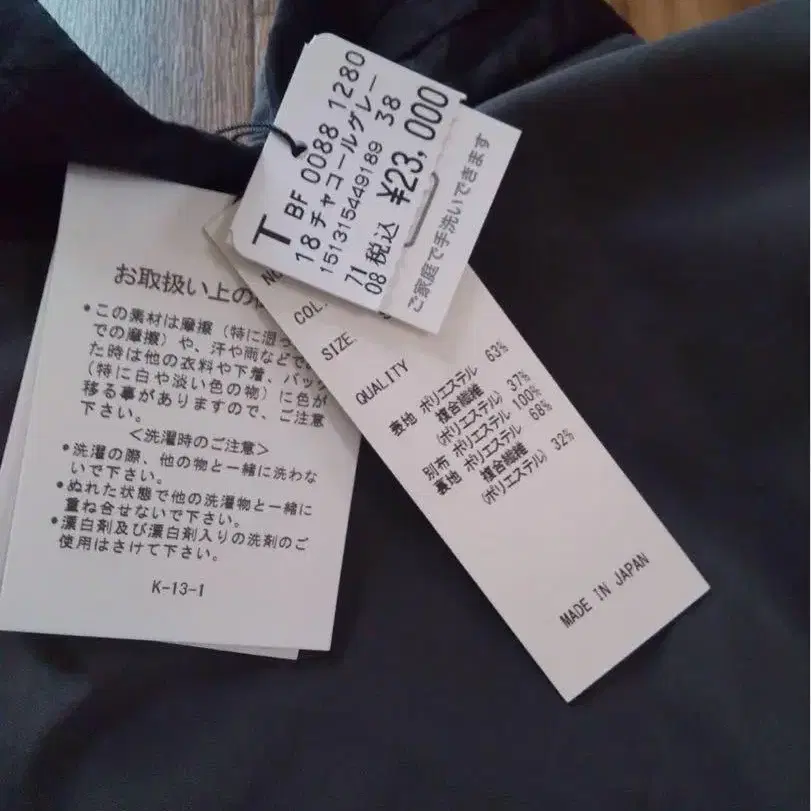 T BF 0088 1280
18 チャコールグレー
1513154449189 38
71
08 税込 ¥23,000
ご家庭で手洗いできます
お取扱い上の
•この素材は摩擦（特に湿っ
での摩擦）や、汗や雨などで
た時は他の衣料や下着、バッ
（特に白や淡い色の物）に色が
移る事がありますので、ご注意
下さい。
＜洗濯時のご注意＞
•洗濯の際、他の物と一緒に洗わな
いで下さい。
•ぬれた状態で他の洗濯物と一緒に
重ね合せないで下さい。
•漂白剤及び漂白剤入りの洗剤のご
使用はさけて下さい。
K-13-1
COL.
SIZE.
QUALITY
表地 ポリエステル 63%
複合繊維 37%
(ポリエステル)
別布 ポリエステル 100%
裏地 ポリエステル 68%
複合繊維 32%
(ポリエステル)
MADE IN JAPAN